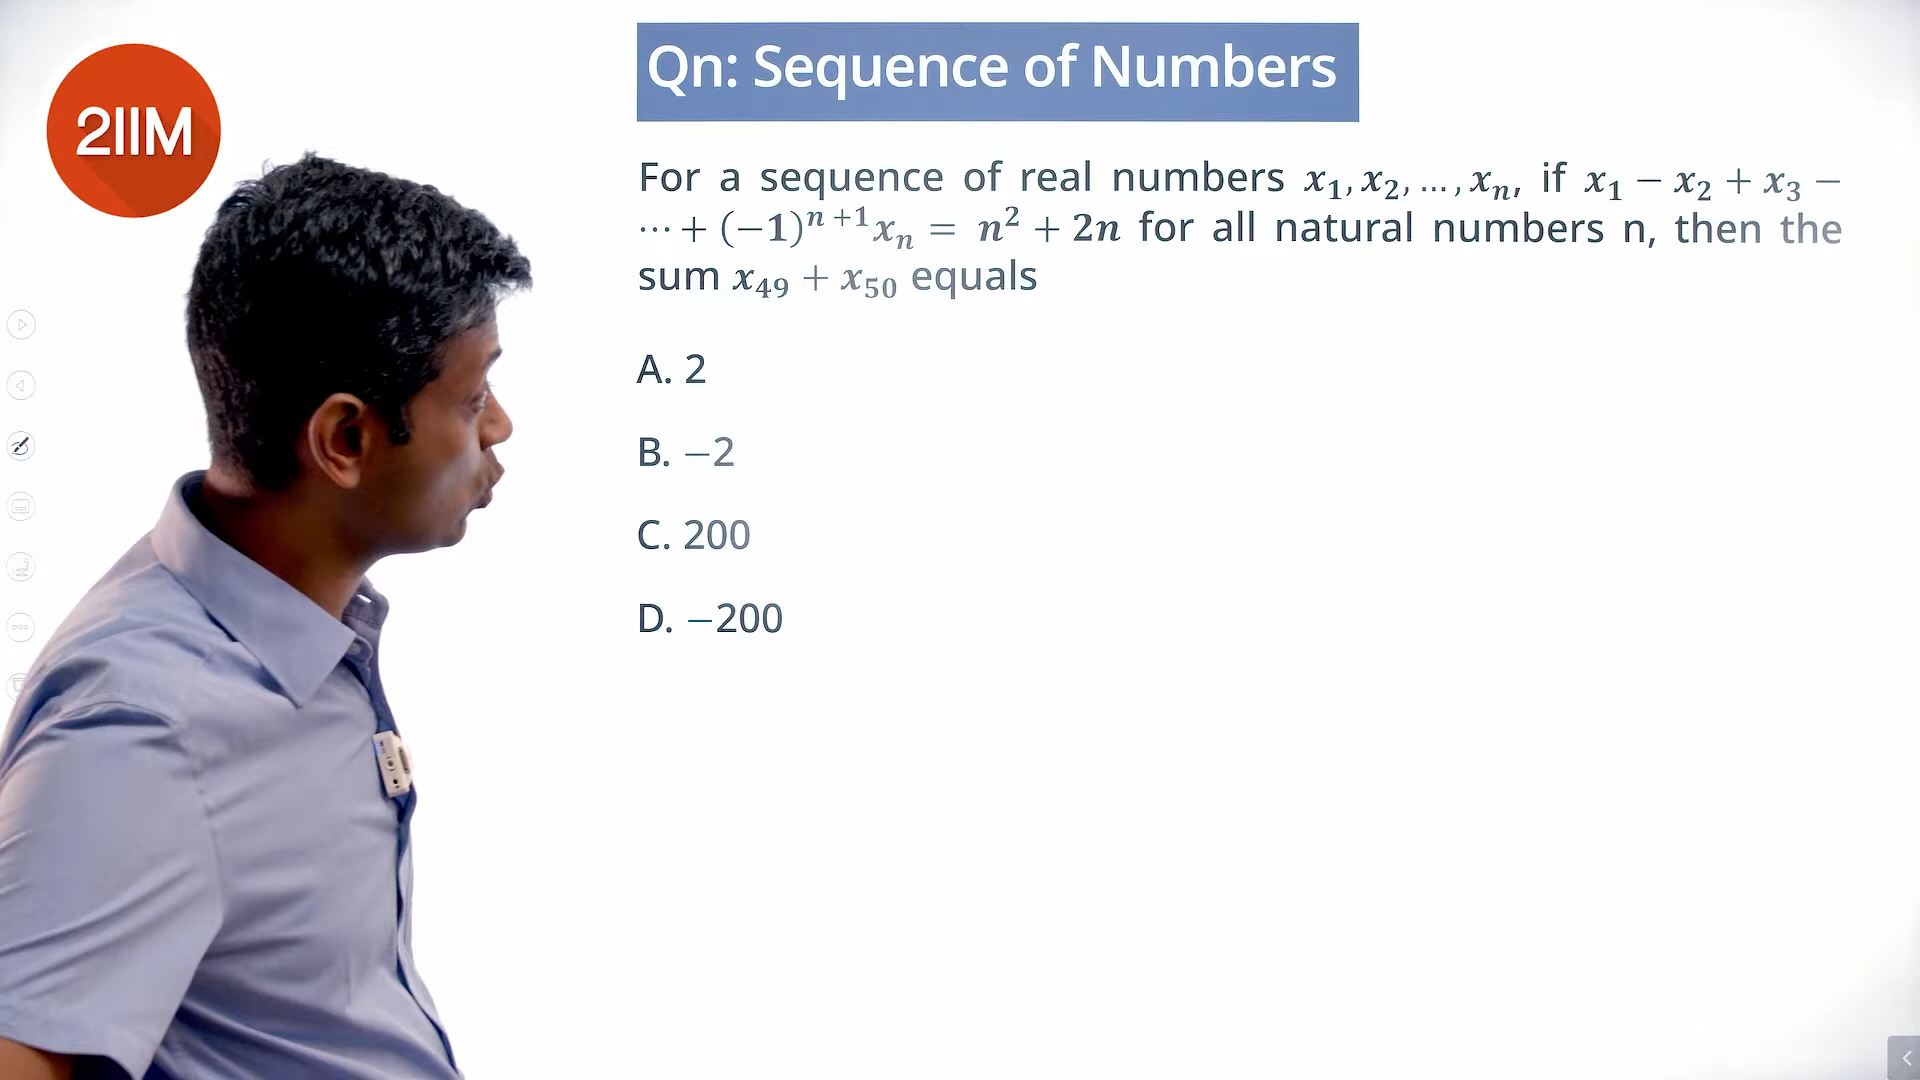 2IIM
Qn: Sequence of Numbers
For a sequence of real numbers x₁, x₂, …, xₙ, if x₁ − x₂ + x₃ −
⋯ + (−1)ⁿ⁺¹xₙ = n² + 2n for all natural numbers n, then the
sum x₄₉ + x₅₀ equals
A. 2
B. −2
C. 200
D. −200